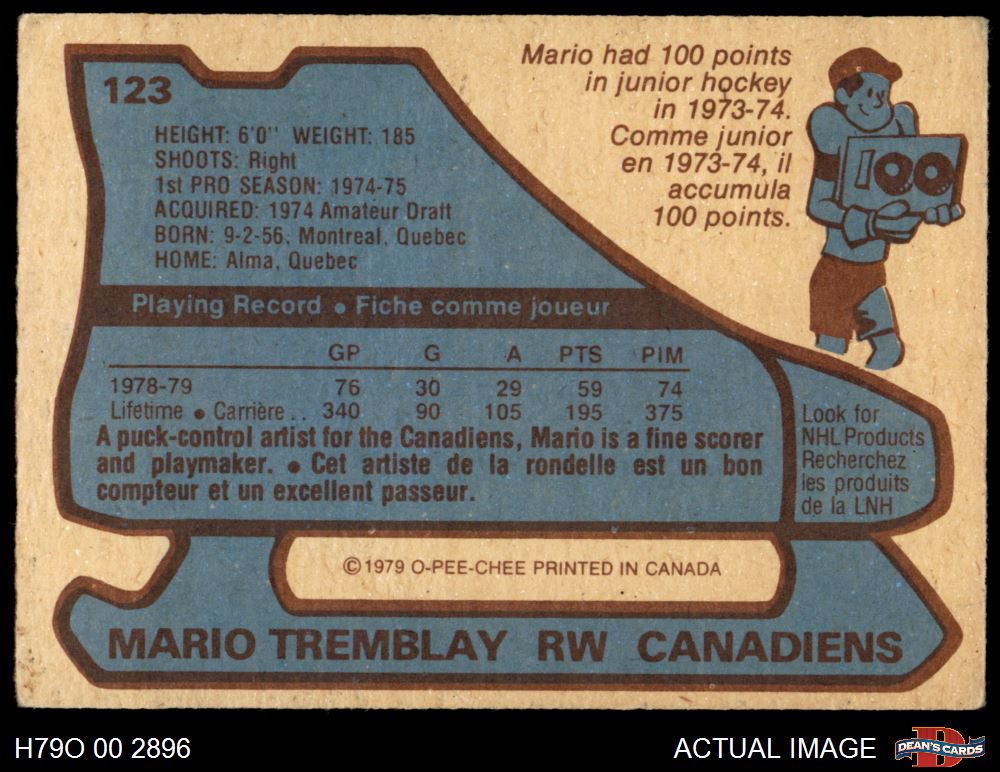 123
Mario had 100 points
in junior hockey
in 1973-74.
Comme junior
en 1973-74, il
accumula
100 points.
100
HEIGHT: 6'0" WEIGHT: 185
SHOOTS: Right
1st PRO SEASON: 1974-75
ACQUIRED: 1974 Amateur Draft
BORN: 9-2-56, Montreal, Quebec
HOME: Alma, Quebec
Playing Record • Fiche comme joueur
GP G A PTS PIM
1978-79 76 30 29 59 74
Lifetime • Carrière .. 340 90 105 195 375
A puck-control artist for the Canadiens, Mario is a fine scorer
and playmaker. • Cet artiste de la rondelle est un bon
compteur et un excellent passeur.
Look for
NHL Products
Recherchez
les produits
de la LNH
©1979 O-PEE-CHEE PRINTED IN CANADA
MARIO TREMBLAY RW CANADIENS
H79O 00 2896
ACTUAL IMAGE
D
DEAN'S CARDS